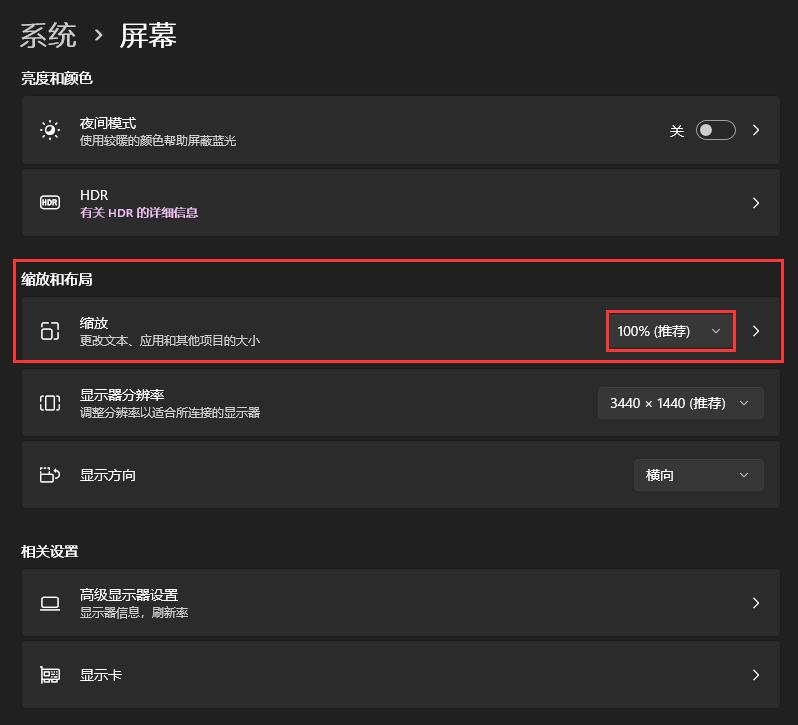 系统 › 屏幕
亮度和颜色
夜间模式
使用较暖的颜色帮助屏蔽蓝光
关
HDR
HDR
有关 HDR 的详细信息
缩放和布局
缩放
更改文本、应用和其他项目的大小
100% (推荐)
显示器分辨率
调整分辨率以适合所连接的显示器
3440 × 1440 (推荐)
显示方向
横向
相关设置
高级显示器设置
显示器信息，刷新率
显示卡